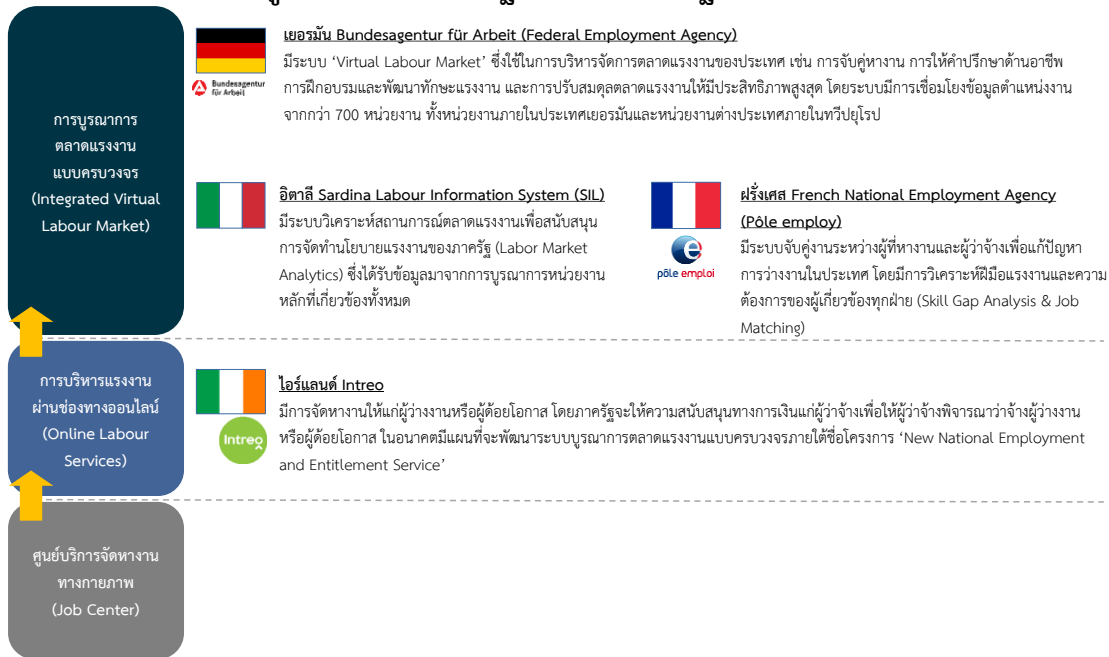 เยอรมัน Bundesagentur für Arbeit (Federal Employment Agency)
มีระบบ ‘Virtual Labour Market’ ซึ่งใช้ในการบริหารจัดการตลาดแรงงานของประเทศ เช่น การจับคู่หางาน การให้คำปรึกษาด้านอาชีพ
การฝึกอบรมและพัฒนาทักษะแรงงาน และการปรับสมดุลตลาดแรงงานให้มีประสิทธิภาพสูงสุด โดยระบบมีการเชื่อมโยงข้อมูลตำแหน่งงาน
จากกว่า 700 หน่วยงาน ทั้งหน่วยงานภายในประเทศเยอรมันและหน่วยงานต่างประเทศภายในทวีปยุโรป
Bundesagentur
für Arbeit
การบูรณาการ
ตลาดแรงงาน
แบบครบวงจร
(Integrated Virtual
Labour Market)
อิตาลี Sardina Labour Information System (SIL)
มีระบบวิเคราะห์สถานการณ์ตลาดแรงงานเพื่อสนับสนุน
การจัดทำนโยบายแรงงานของภาครัฐ (Labor Market
Analytics) ซึ่งได้รับข้อมูลมาจากการบูรณาการหน่วยงาน
หลักที่เกี่ยวข้องทั้งหมด
ฝรั่งเศส French National Employment Agency
(Pôle employ)
มีระบบจับคู่งานระหว่างผู้ที่หางานและผู้ว่าจ้างเพื่อแก้ปัญหา
การว่างงานในประเทศ โดยมีการวิเคราะห์ฝีมือแรงงานและความ
ต้องการของผู้เกี่ยวข้องทุกฝ่าย (Skill Gap Analysis & Job
Matching)
pôle emploi
การบริหารแรงงาน
ผ่านช่องทางออนไลน์
(Online Labour
Services)
ไอร์แลนด์ Intreo
มีการจัดหางานให้แก่ผู้ว่างงานหรือผู้ด้อยโอกาส โดยภาครัฐจะให้ความสนับสนุนทางการเงินแก่ผู้ว่าจ้างเพื่อให้ผู้ว่าจ้างพิจารณาว่าจ้างผู้ว่างงาน
หรือผู้ด้อยโอกาส ในอนาคตมีแผนที่จะพัฒนาระบบบูรณาการตลาดแรงงานแบบครบวงจรภายใต้ชื่อโครงการ ‘New National Employment
and Entitlement Service’
Intreo
ศูนย์บริการจัดหางาน
ทางกายภาพ
(Job Center)